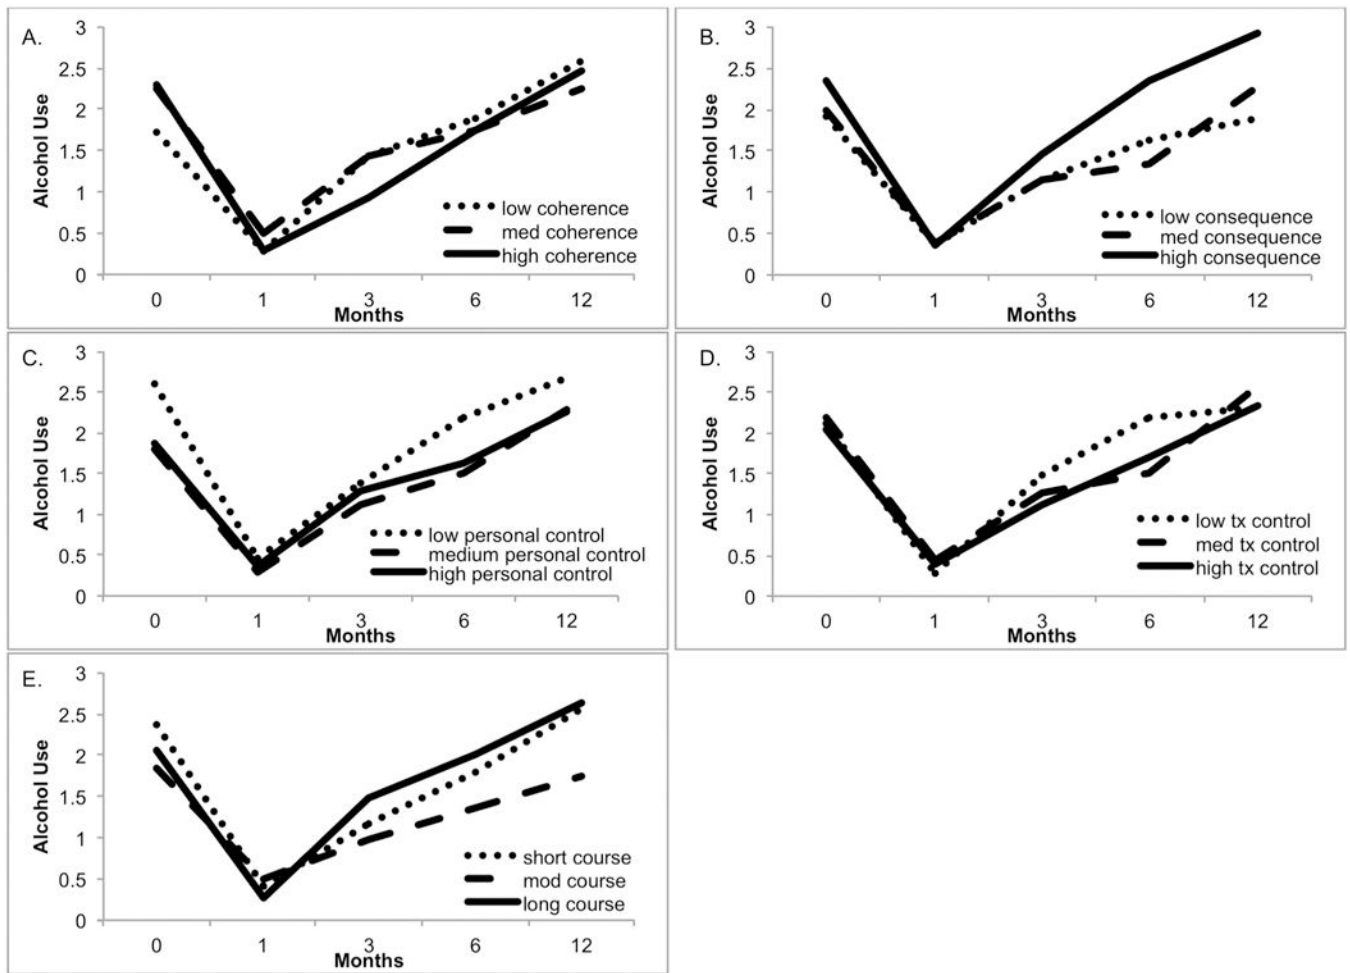 A.
Alcohol Use
3
2.5
2
1.5
1
0.5
0
low coherence
med coherence
high coherence
0 1 3 6 12
Months
B.
Alcohol Use
3
2.5
2
1.5
1
0.5
0
low consequence
med consequence
high consequence
0 1 3 6 12
Months
C.
Alcohol Use
3
2.5
2
1.5
1
0.5
0
low personal control
medium personal control
high personal control
0 1 3 6 12
Months
D.
Alcohol Use
3
2.5
2
1.5
1
0.5
0
low tx control
med tx control
high tx control
0 1 3 6 12
Months
E.
Alcohol Use
3
2.5
2
1.5
1
0.5
0
short course
mod course
long course
0 1 3 6 12
Months